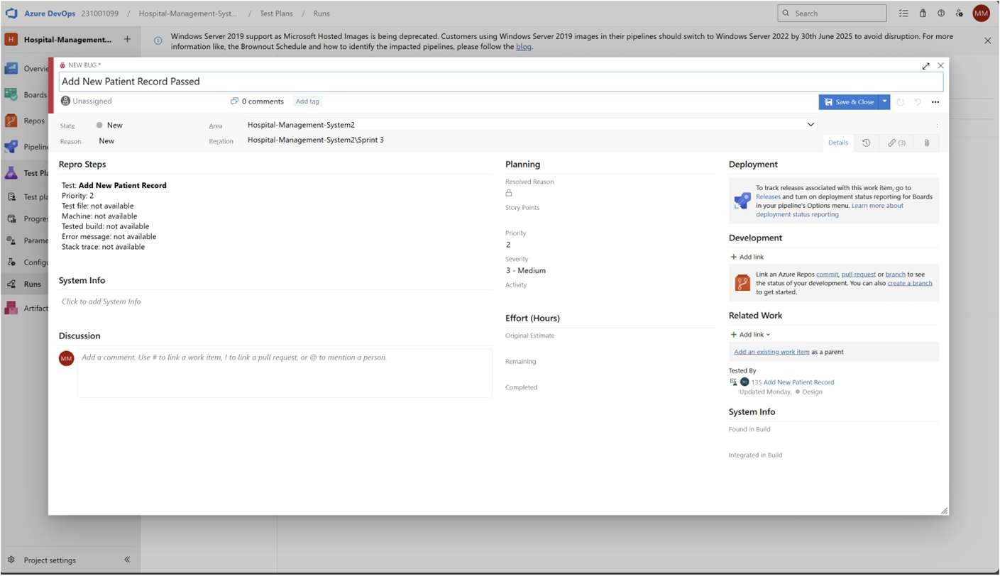 Azure DevOps 231001099 / Hospital-Management-Syst... / Test Plans / Runs
Search
MM
H Hospital-Management... +
Windows Server 2019 support as Microsoft Hosted Images is being deprecated. Customers using Windows Server 2019 images in their pipelines should switch to Windows Server 2022 by 30th June 2025 to avoid disruption. For more
information like, the Brownout Schedule and how to identify the impacted pipelines, please follow the blog.
Overvie
Boards
Repos
Pipeline
Test Pla
Test pla
Progres
Parame
Configu
Runs
Artifact
Project settings
NEW BUG *
Add New Patient Record Passed
Unassigned
0 comments
Add tag
Save & Close
State
New
Area
Hospital-Management-System2
Reason
New
Iteration
Hospital-Management-System2\Sprint 3
Details
(3)
Repro Steps
Test: Add New Patient Record
Priority: 2
Test file: not available
Machine: not available
Tested build: not available
Error message: not available
Stack trace: not available
System Info
Click to add System Info
Discussion
MM
Add a comment. Use # to link a work item, ! to link a pull request, or @ to mention a person.
Planning
Resolved Reason
Story Points
Priority
2
Severity
3 - Medium
Activity
Effort (Hours)
Original Estimate
Remaining
Completed
Deployment
To track releases associated with this work item, go to
Releases and turn on deployment status reporting for Boards
in your pipeline's Options menu. Learn more about
deployment status reporting
Development
+ Add link
Link an Azure Repos commit, pull request or branch to see
the status of your development. You can also create a branch
to get started.
Related Work
+ Add link
Add an existing work item as a parent
Tested By
135 Add New Patient Record
Updated Monday, Design
System Info
Found in Build
Integrated in Build